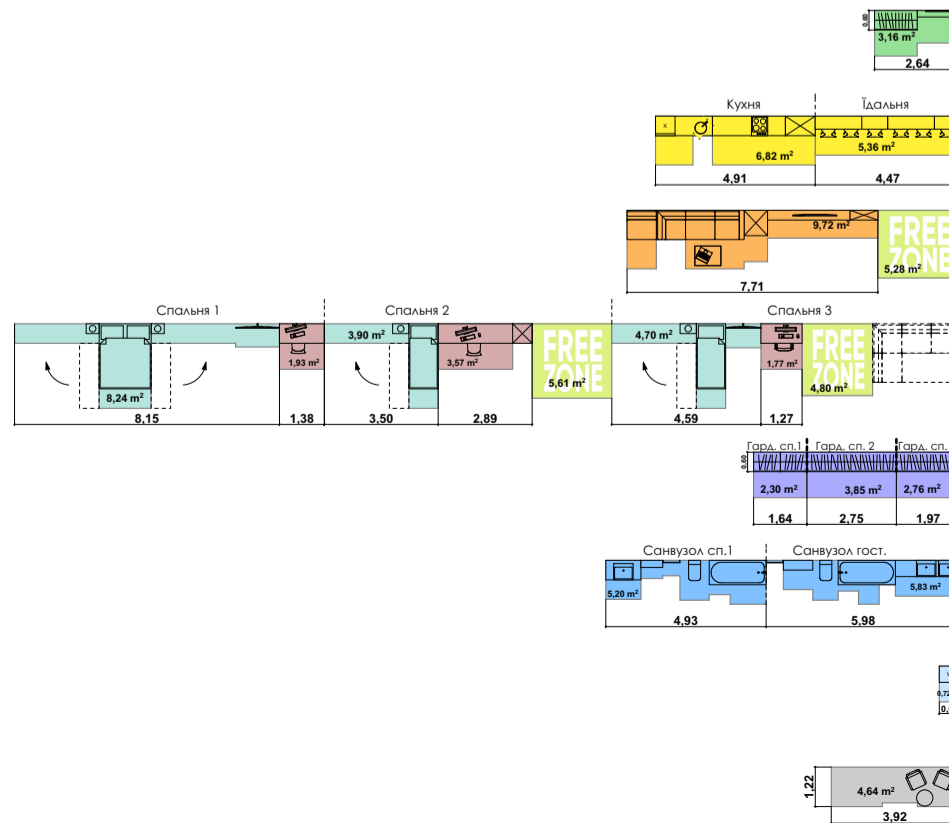 0,60
3,16 m²
2,64
Кухня Їдальня
x
6,82 m² 5,36 m²
4,91 4,47
9,72 m²
FREE ZONE
5,28 m²
7,71
Спальня 1 Спальня 2 Спальня 3
8,24 m² 1,93 m² 3,90 m² 3,57 m²
FREE ZONE
5,61 m²
4,70 m² 1,77 m²
FREE ZONE
4,80 m²
8,15 1,38 3,50 2,89 4,59 1,27
Гард. сп.1 Гард. сп. 2 Гард. сп.
0,60
2,30 m² 3,85 m² 2,76 m²
1,64 2,75 1,97
Санвузол сп.1 Санвузол гост.
5,20 m² 5,83 m²
4,93 5,98
1,22
4,64 m²
3,92